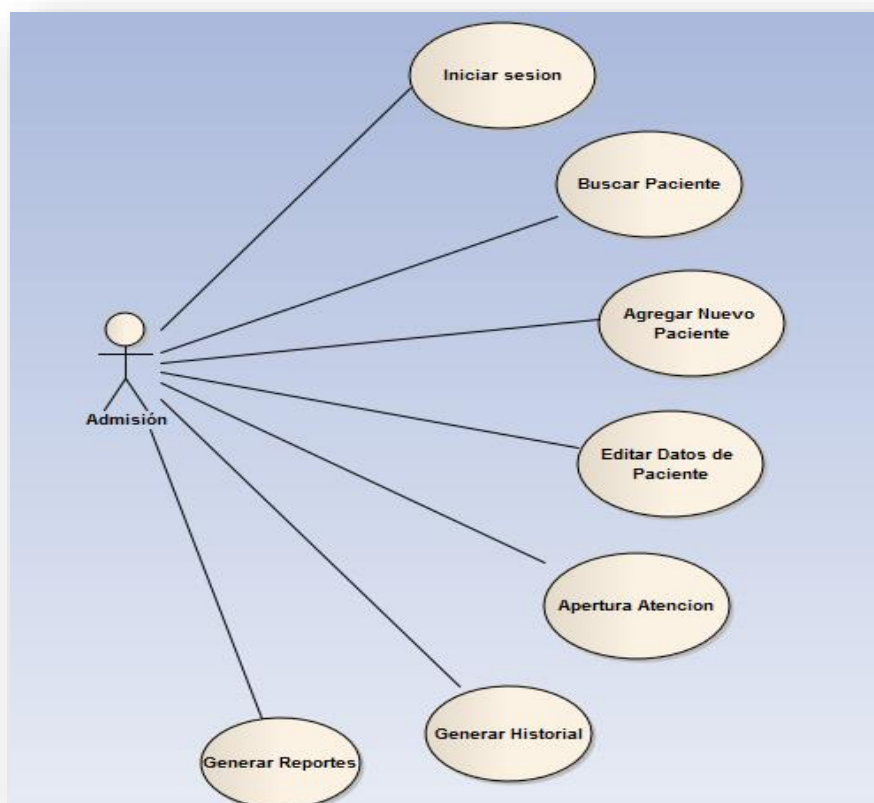 Iniciar sesion
Buscar Paciente
Agregar Nuevo
Paciente
Admisión
Editar Datos de
Paciente
Apertura Atencion
Generar Historial
Generar Reportes